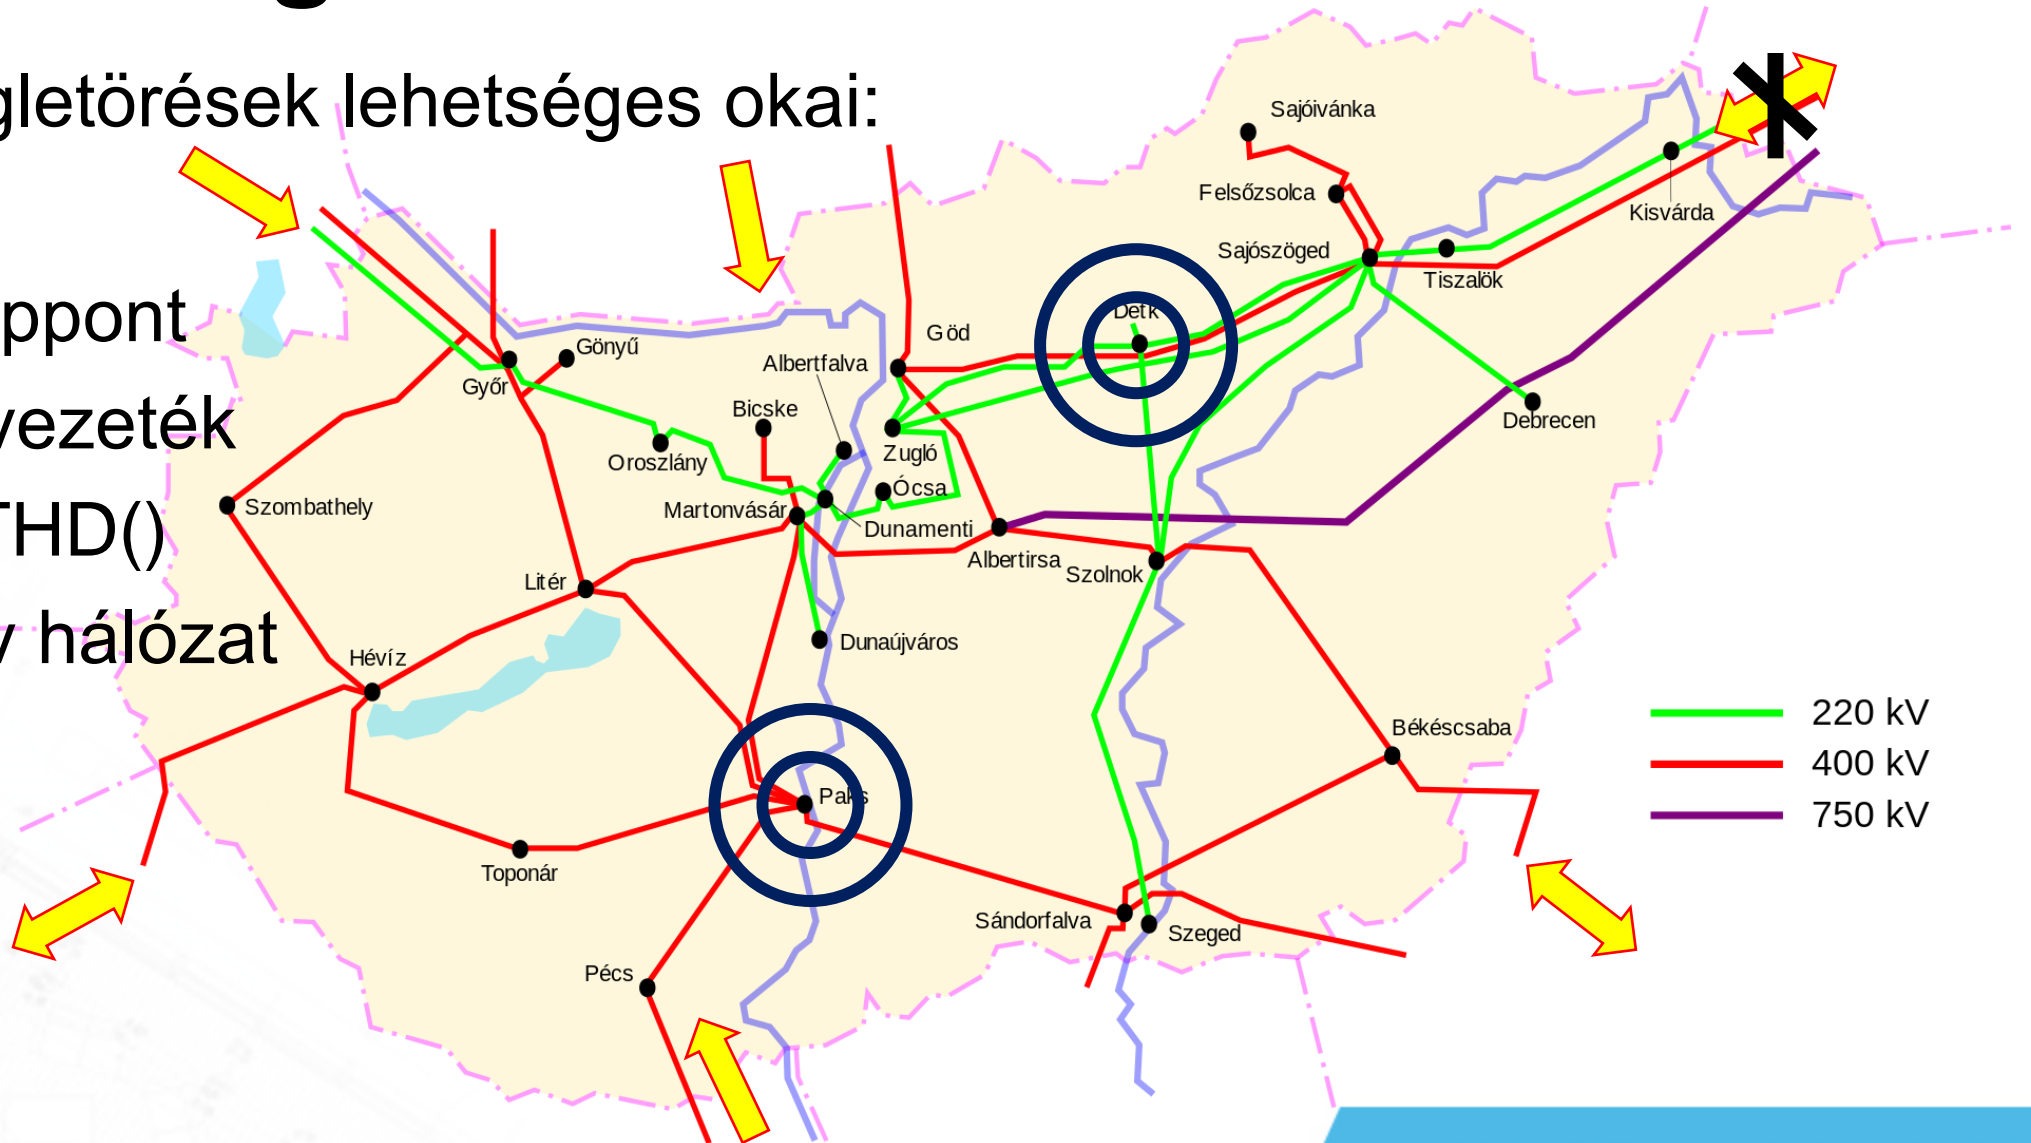 gletörések lehetséges okai:
ppont
vezeték
THD()
hálózat
Sajóivánka
Felsőzsolca
Kisvárda
Sajószöged
Tiszalök
Detk
Göd
Gönyű
Albertfalva
Győr
Bicske
Debrecen
Zugló
Oroszlány
Ócsa
Szombathely
Martonvásár
Dunamenti
Albertirsa
Szolnok
Litér
Dunaújváros
Hévíz
220 kV
Békéscsaba
400 kV
Paks
750 kV
Toponár
Sándorfalva
Szeged
Pécs